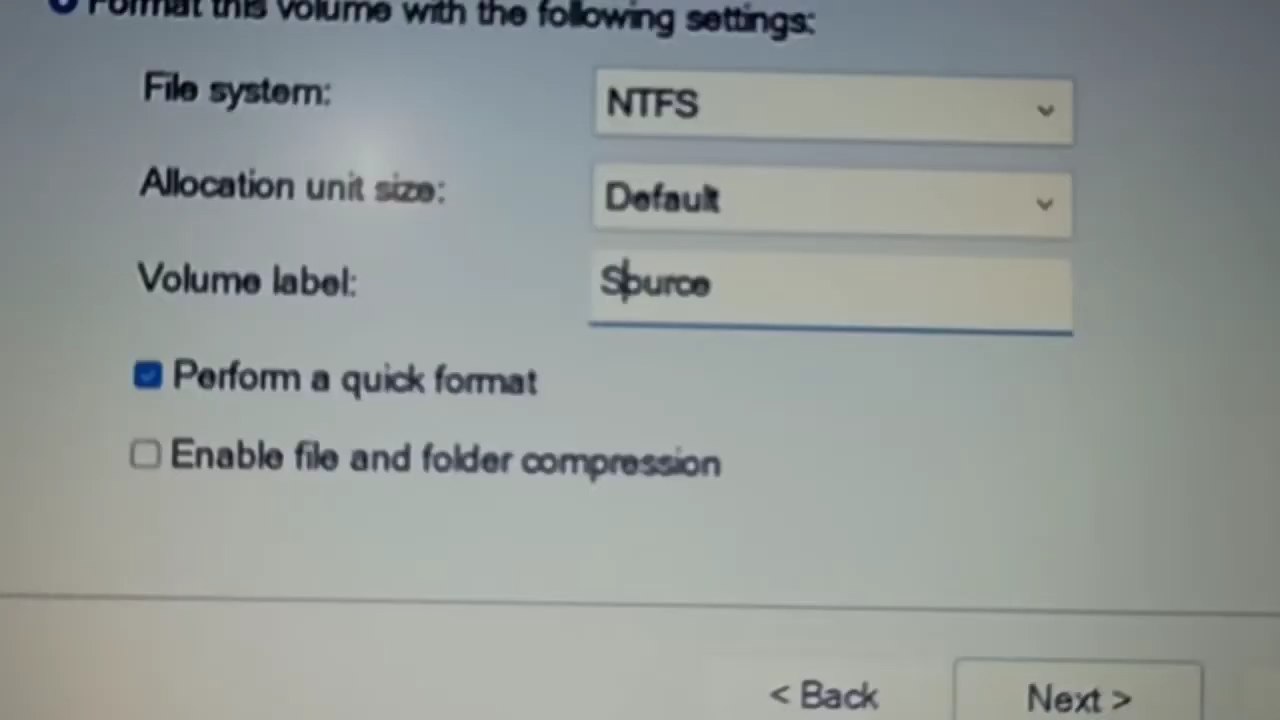 Format this volume with the following settings:
File system: NTFS
Allocation unit size: Default
Volume label: Source
Perform a quick format
Enable file and folder compression
< Back Next >